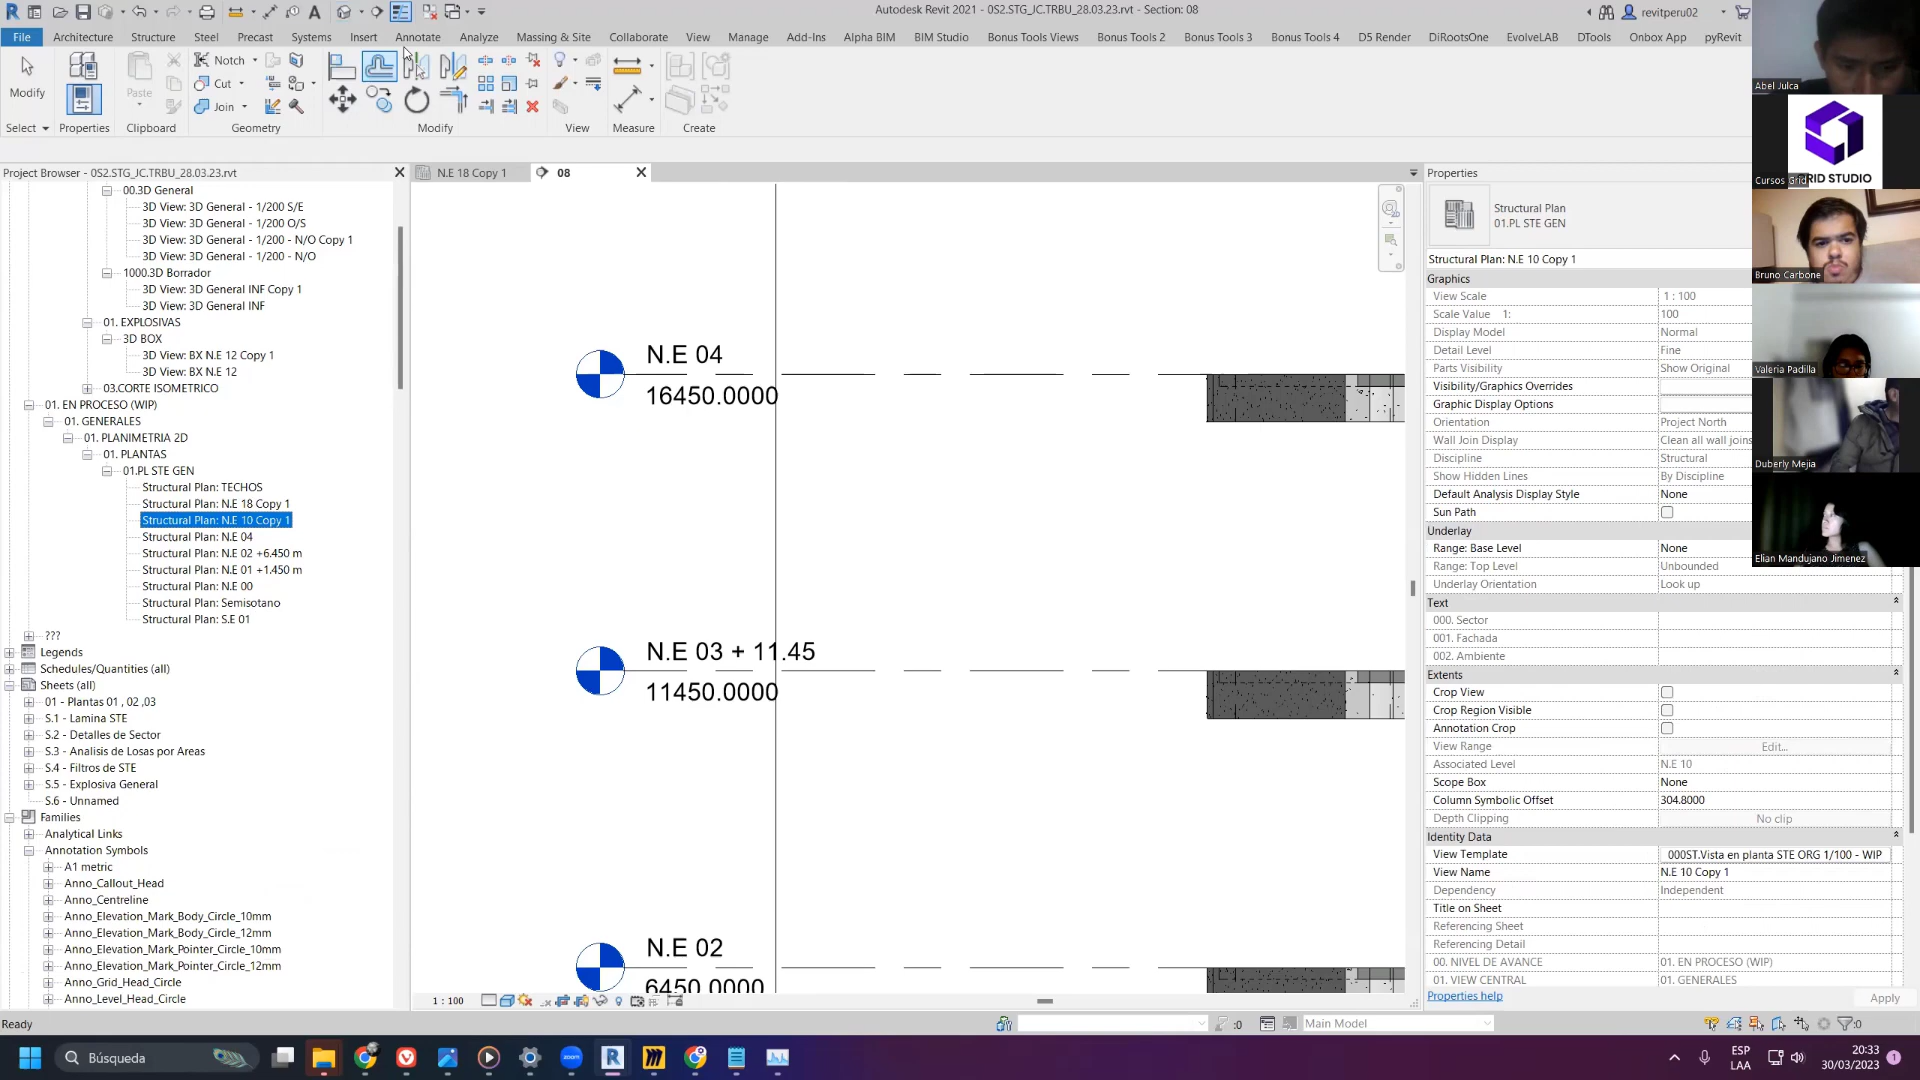 Autodesk Revit 2021 - 0S2.STG_JC.TRBU_28.03.23.rvt - Section: 08
revitperu02
File Architecture Structure Steel Precast Systems Insert Annotate Analyze Massing & Site Collaborate View Manage Add-Ins Alpha BIM BIM Studio Bonus Tools Views Bonus Tools 2 Bonus Tools 3 Bonus Tools 4 D5 Render DiRootsOne EvolveLAB DTools Onbox App pyRevit
Modify
Paste
Notch
Cut
Join
Select Properties Clipboard Geometry Modify View Measure Create
Project Browser - 0S2.STG_JC.TRBU_28.03.23.rvt
00.3D General
3D View: 3D General - 1/200 S/E
3D View: 3D General - 1/200 O/S
3D View: 3D General - 1/200 - N/O Copy 1
3D View: 3D General - 1/200 - N/O
1000.3D Borrador
3D View: 3D General INF Copy 1
3D View: 3D General INF
01. EXPLOSIVAS
3D BOX
3D View: BX N.E 12 Copy 1
3D View: BX N.E 12
03.CORTE ISOMETRICO
01. EN PROCESO (WIP)
01. GENERALES
01. PLANIMETRIA 2D
01. PLANTAS
01.PL STE GEN
Structural Plan: TECHOS
Structural Plan: N.E 18 Copy 1
Structural Plan: N.E 10 Copy 1
Structural Plan: N.E 04
Structural Plan: N.E 02 +6.450 m
Structural Plan: N.E 01 +1.450 m
Structural Plan: N.E 00
Structural Plan: Semisotano
Structural Plan: S.E 01
???
Legends
Schedules/Quantities (all)
Sheets (all)
01 - Plantas 01 , 02 ,03
S.1 - Lamina STE
S.2 - Detalles de Sector
S.3 - Analisis de Losas por Areas
S.4 - Filtros de STE
S.5 - Explosiva General
S.6 - Unnamed
Families
Analytical Links
Annotation Symbols
A1 metric
Anno_Callout_Head
Anno_Centreline
Anno_Elevation_Mark_Body_Circle_10mm
Anno_Elevation_Mark_Body_Circle_12mm
Anno_Elevation_Mark_Pointer_Circle_10mm
Anno_Elevation_Mark_Pointer_Circle_12mm
Anno_Grid_Head_Circle
Anno_Level_Head_Circle
N.E 18 Copy 1
08
N.E 04
16450.0000
N.E 03 + 11.45
11450.0000
N.E 02
6450.0000
1 : 100
Properties
Structural Plan
01.PL STE GEN
Structural Plan: N.E 10 Copy 1
Graphics
View Scale 1 : 100
Scale Value 1: 100
Display Model Normal
Detail Level Fine
Parts Visibility Show Original
Visibility/Graphics Overrides
Graphic Display Options
Orientation Project North
Wall Join Display Clean all wall joins
Discipline Structural
Show Hidden Lines By Discipline
Default Analysis Display Style None
Sun Path
Underlay
Range: Base Level None
Range: Top Level Unbounded
Underlay Orientation Look up
Text
000. Sector
001. Fachada
002. Ambiente
Extents
Crop View
Crop Region Visible
Annotation Crop
View Range Edit...
Associated Level N.E 10
Scope Box None
Column Symbolic Offset 304.8000
Depth Clipping No clip
Identity Data
View Template 000ST.Vista en planta STE ORG 1/100 - WIP
View Name N.E 10 Copy 1
Dependency Independent
Title on Sheet
Referencing Sheet
Referencing Detail
00. NIVEL DE AVANCE 01. EN PROCESO (WIP)
01. VIEW CENTRAL 01. GENERALES
Properties help
Apply
Abel Julca
GRID STUDIO
Cursos Grid
Bruno Carbone
Valeria Padilla
Duberly Mejia
Elian Mandujano Jimenez
Ready
:0
Main Model
:0
Búsqueda
zoom
ESP
LAA
20:33
30/03/2023
1